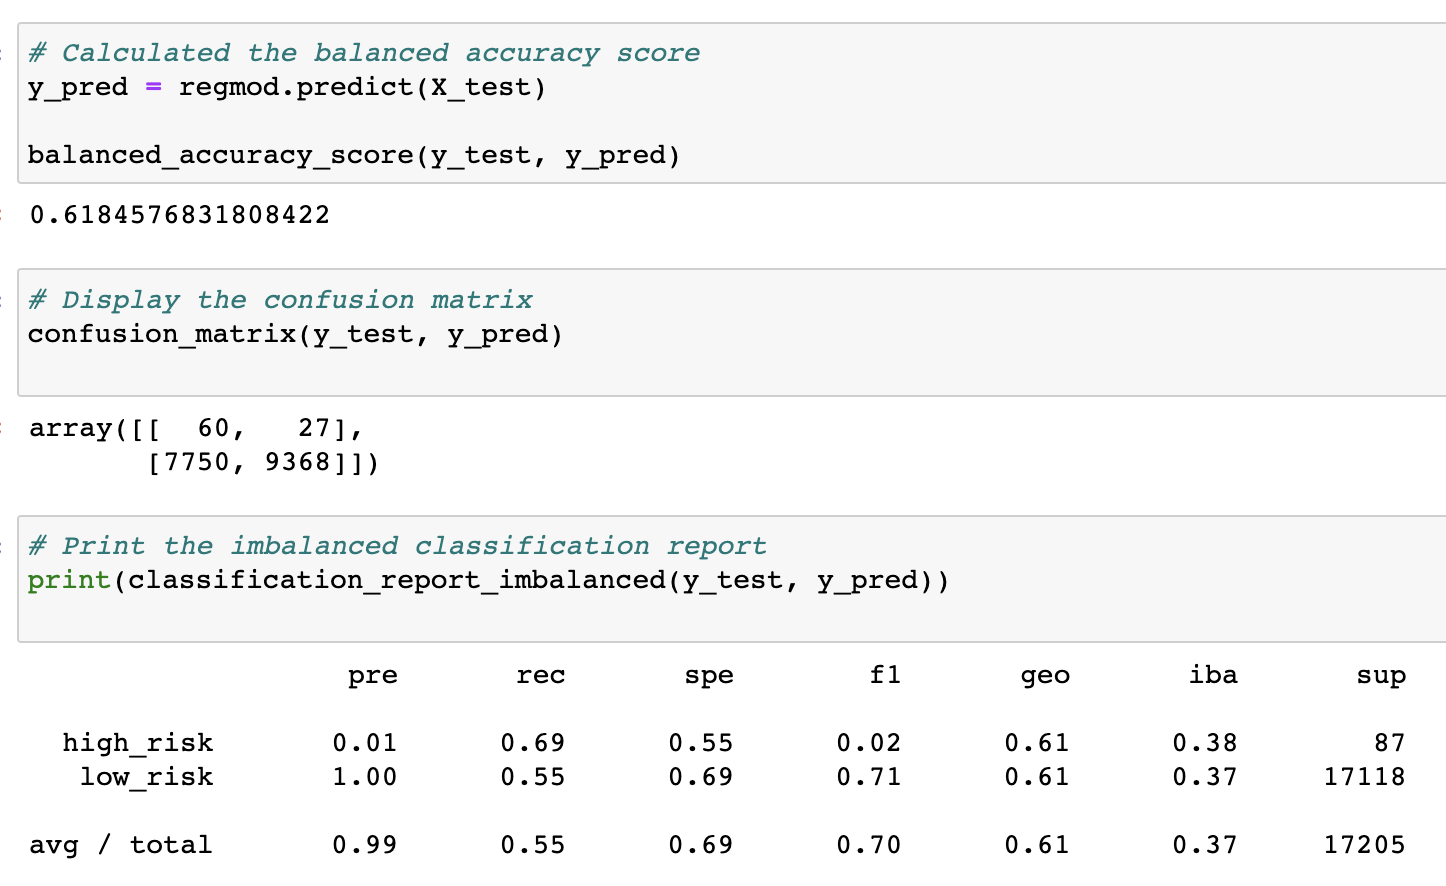 # Calculated the balanced accuracy score
y_pred = regmod.predict(X_test)
balanced_accuracy_score(y_test, y_pred)
0.6184576831808422
# Display the confusion matrix
confusion_matrix(y_test, y_pred)
array([[  60,   27],
       [7750, 9368]])
# Print the imbalanced classification report
print(classification_report_imbalanced(y_test, y_pred))
pre rec spe f1 geo iba sup
high_risk 0.01 0.69 0.55 0.02 0.61 0.38 87
low_risk 1.00 0.55 0.69 0.71 0.61 0.37 17118
avg / total 0.99 0.55 0.69 0.70 0.61 0.37 17205